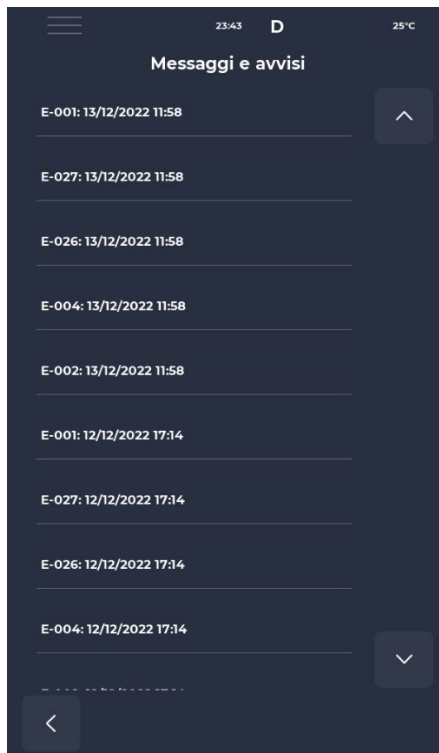 23:43 D 25°C
Messaggi e avvisi
E-001: 13/12/2022 11:58
E-027: 13/12/2022 11:58
E-026: 13/12/2022 11:58
E-004: 13/12/2022 11:58
E-002: 13/12/2022 11:58
E-001: 12/12/2022 17:14
E-027: 12/12/2022 17:14
E-026: 12/12/2022 17:14
E-004: 12/12/2022 17:14